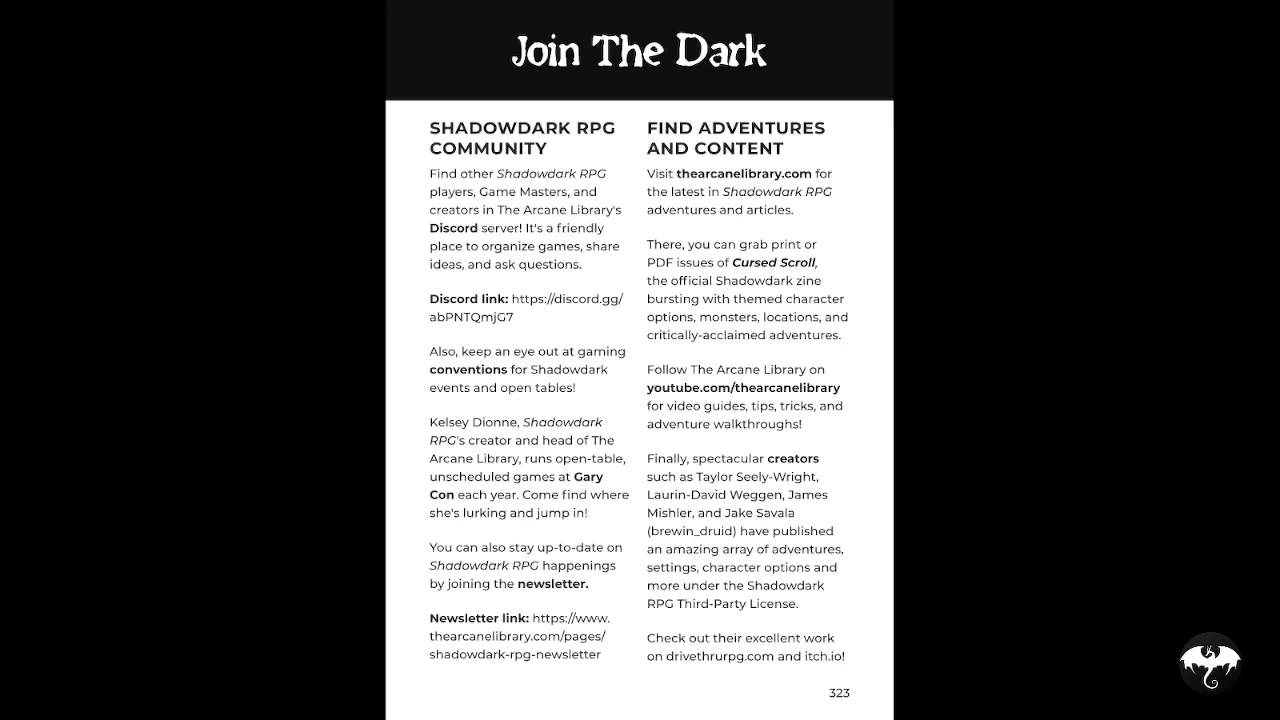 Join The Dark
SHADOWDARK RPG
COMMUNITY
Find other Shadowdark RPG
players, Game Masters, and
creators in The Arcane Library's
Discord server! It's a friendly
place to organize games, share
ideas, and ask questions.
Discord link: https://discord.gg/
abPNTQmjG7
Also, keep an eye out at gaming
conventions for Shadowdark
events and open tables!
Kelsey Dionne, Shadowdark
RPG's creator and head of The
Arcane Library, runs open-table,
unscheduled games at Gary
Con each year. Come find where
she's lurking and jump in!
You can also stay up-to-date on
Shadowdark RPG happenings
by joining the newsletter.
Newsletter link: https://www.
thearcanelibrary.com/pages/
shadowdark-rpg-newsletter
FIND ADVENTURES
AND CONTENT
Visit thearcanelibrary.com for
the latest in Shadowdark RPG
adventures and articles.
There, you can grab print or
PDF issues of Cursed Scroll,
the official Shadowdark zine
bursting with themed character
options, monsters, locations, and
critically-acclaimed adventures.
Follow The Arcane Library on
youtube.com/thearcanelibrary
for video guides, tips, tricks, and
adventure walkthroughs!
Finally, spectacular creators
such as Taylor Seely-Wright,
Laurin-David Weggen, James
Mishler, and Jake Savala
(brewin_druid) have published
an amazing array of adventures,
settings, character options and
more under the Shadowdark
RPG Third-Party License.
Check out their excellent work
on drivethrurpg.com and itch.io!
323